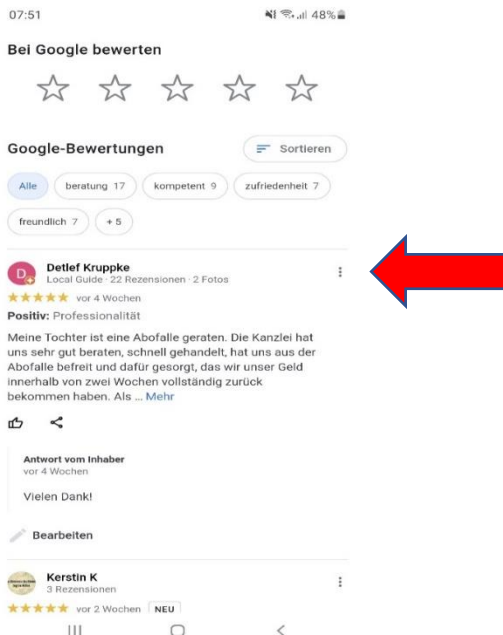 07:51 48%
Bei Google bewerten
Google-Bewertungen
Sortieren
Alle
beratung 17
kompetent 9
zufriedenheit 7
freundlich 7
+ 5
D
Detlef Kruppke
Local Guide · 22 Rezensionen · 2 Fotos
vor 4 Wochen
Positiv: Professionalität
Meine Tochter ist eine Abofalle geraten. Die Kanzlei hat
uns sehr gut beraten, schnell gehandelt, hat uns aus der
Abofalle befreit und dafür gesorgt, das wir unser Geld
innerhalb von zwei Wochen vollständig zurück
bekommen haben. Als ... Mehr
Antwort vom Inhaber
vor 4 Wochen
Vielen Dank!
Bearbeiten
Kerstin K
3 Rezensionen
vor 2 Wochen NEU